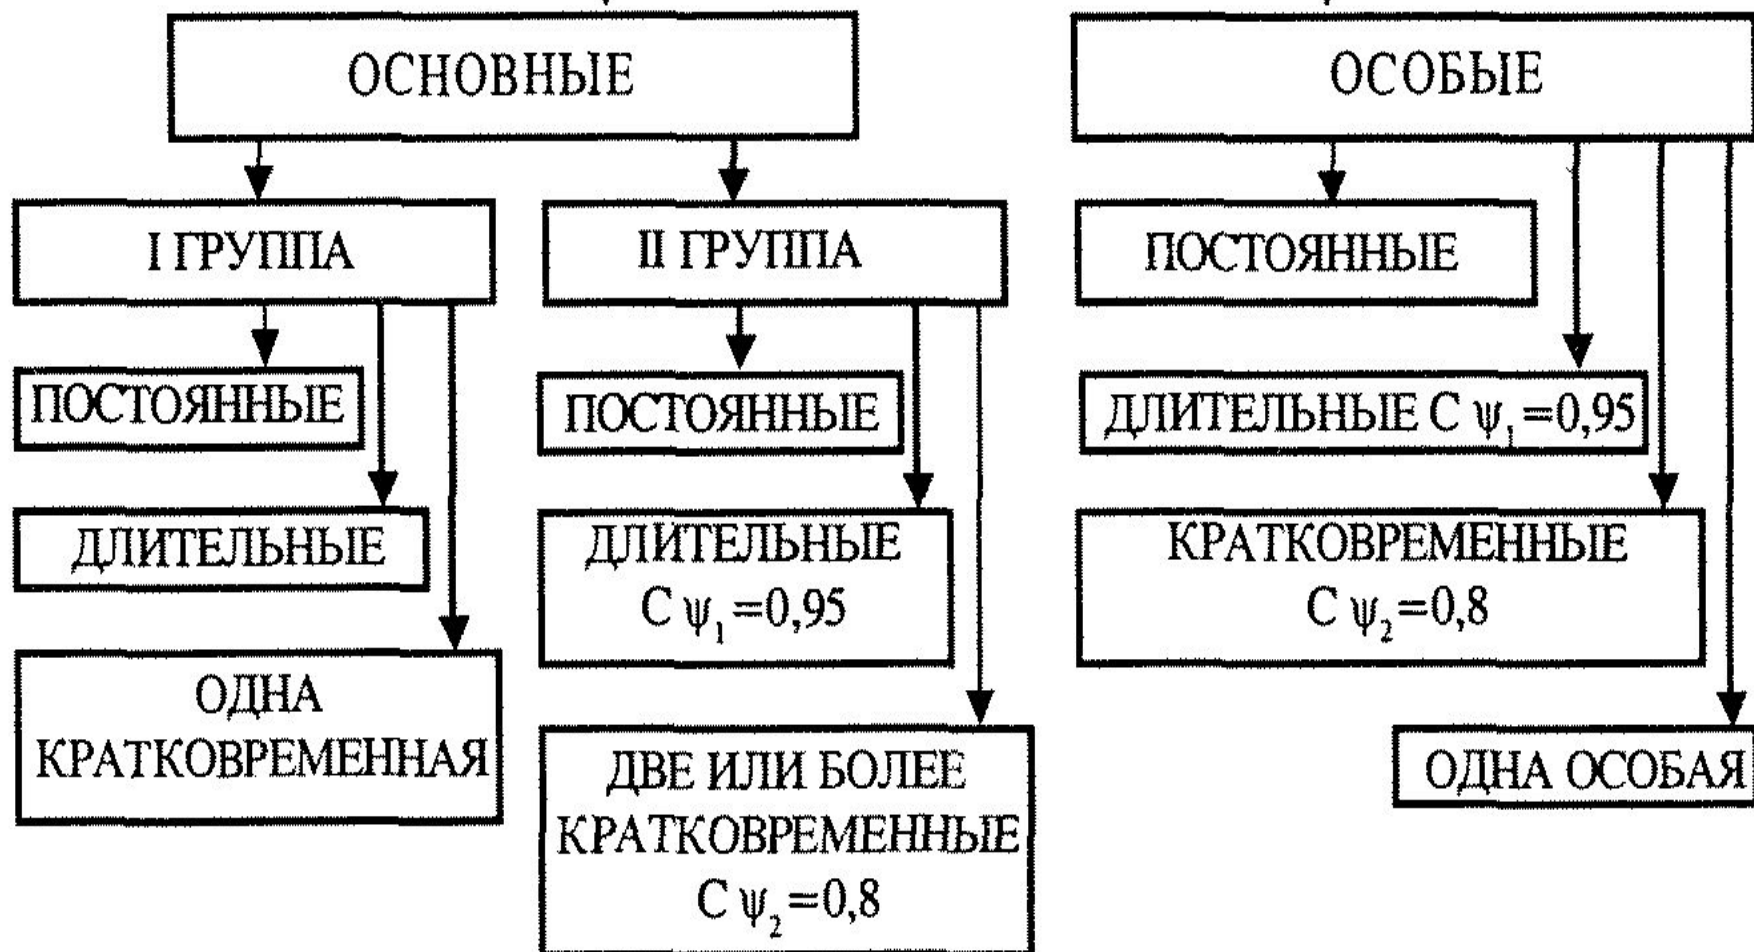 ОСНОВНЫЕ
ОСОБЫЕ
I ГРУППА
II ГРУППА
ПОСТОЯННЫЕ
ПОСТОЯННЫЕ
ПОСТОЯННЫЕ
ДЛИТЕЛЬНЫЕ С ψ₁=0,95
ДЛИТЕЛЬНЫЕ
ДЛИТЕЛЬНЫЕ
С ψ₁=0,95
КРАТКОВРЕМЕННЫЕ
С ψ₂=0,8
ОДНА
КРАТКОВРЕМЕННАЯ
ДВЕ ИЛИ БОЛЕЕ
КРАТКОВРЕМЕННЫЕ
С ψ₂=0,8
ОДНА ОСОБАЯ